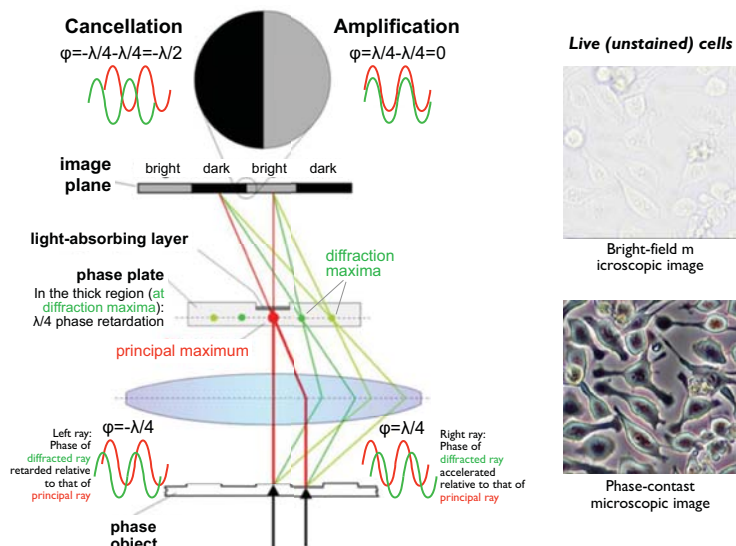 Cancellation
φ=-λ/4-λ/4=-λ/2
Amplification
φ=λ/4-λ/4=0
image
plane
bright
dark
bright
dark
light-absorbing layer
phase plate
In the thick region (at
diffraction maxima):
λ/4 phase retardation
diffraction
maxima
principal maximum
φ=-λ/4
Left ray:
Phase of
diffracted ray
retarded relative
to that of
principal ray
φ=λ/4
Right ray:
Phase of
diffracted ray
accelerated
relative to that of
principal ray
phase
object
Live (unstained) cells
Bright-field m
icroscopic image
Phase-contast
microscopic image